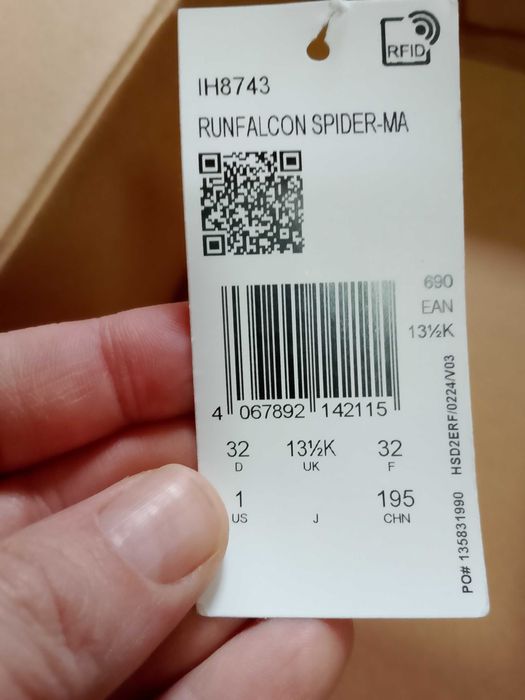 RFID
IH8743
RUNFALCON SPIDER-MA
690
EAN
13½K
4 067892 142115
32 13½K 32
D UK F
1 195
US J CHN
PO# 135831990 HSD2ERF/0224/V03